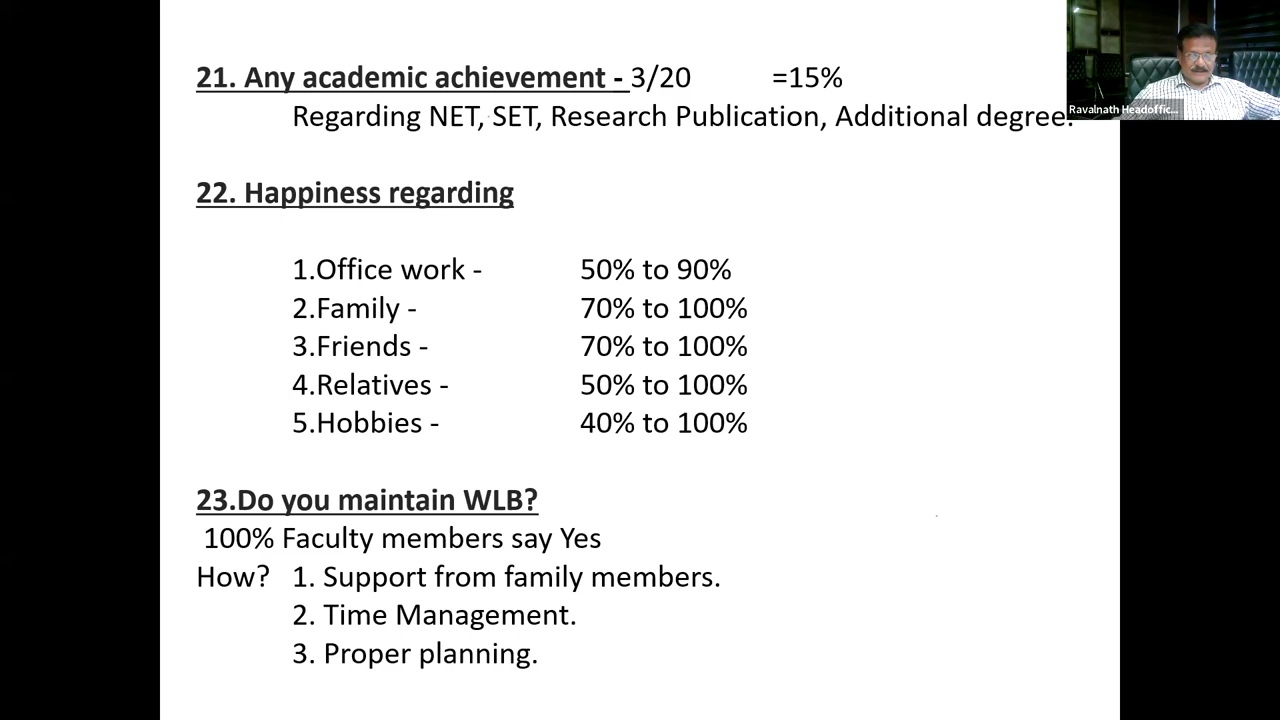 21. Any academic achievement - 3/20 =15%
Regarding NET, SET, Research Publication, Additional degree.
Ravalnath Headoffic...
22. Happiness regarding
1.Office work - 50% to 90%
2.Family - 70% to 100%
3.Friends - 70% to 100%
4.Relatives - 50% to 100%
5.Hobbies - 40% to 100%
23.Do you maintain WLB?
100% Faculty members say Yes
How? 1. Support from family members.
2. Time Management.
3. Proper planning.